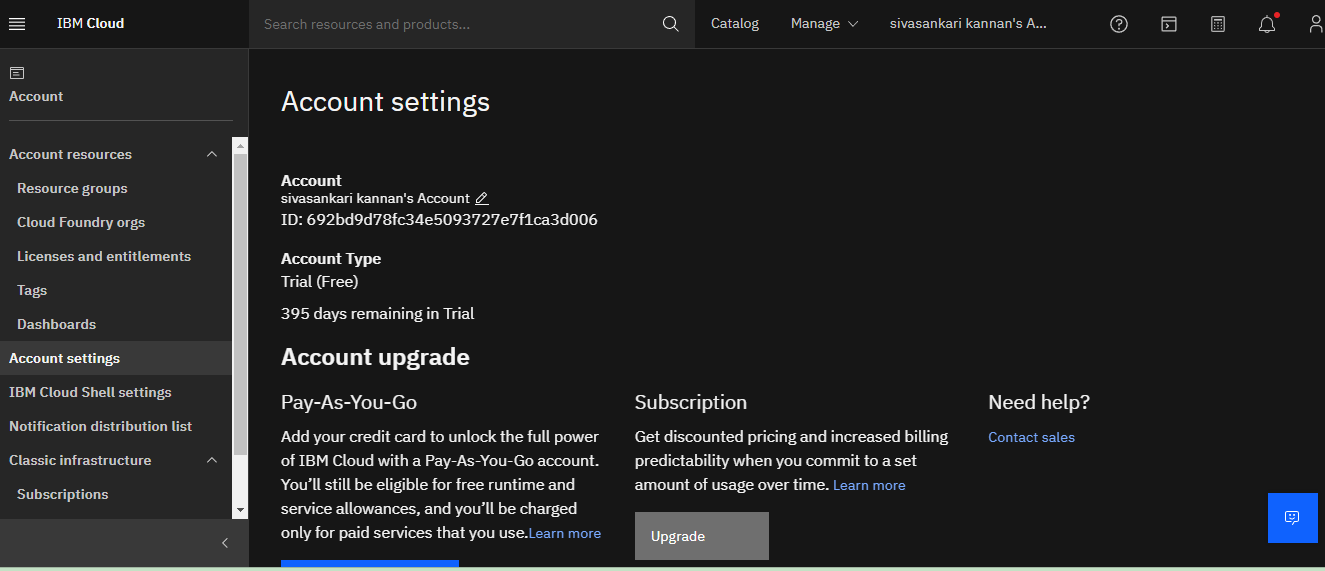 IBM Cloud
Search resources and products...
Catalog
Manage
sivasankari kannan's A...
Account
Account resources
Resource groups
Cloud Foundry orgs
Licenses and entitlements
Tags
Dashboards
Account settings
IBM Cloud Shell settings
Notification distribution list
Classic infrastructure
Subscriptions
Account settings
Account
sivasankari kannan's Account
ID: 692bd9d78fc34e5093727e7f1ca3d006
Account Type
Trial (Free)
395 days remaining in Trial
Account upgrade
Pay-As-You-Go
Add your credit card to unlock the full power
of IBM Cloud with a Pay-As-You-Go account.
You’ll still be eligible for free runtime and
service allowances, and you’ll be charged
only for paid services that you use.Learn more
Subscription
Get discounted pricing and increased billing
predictability when you commit to a set
amount of usage over time. Learn more
Upgrade
Need help?
Contact sales